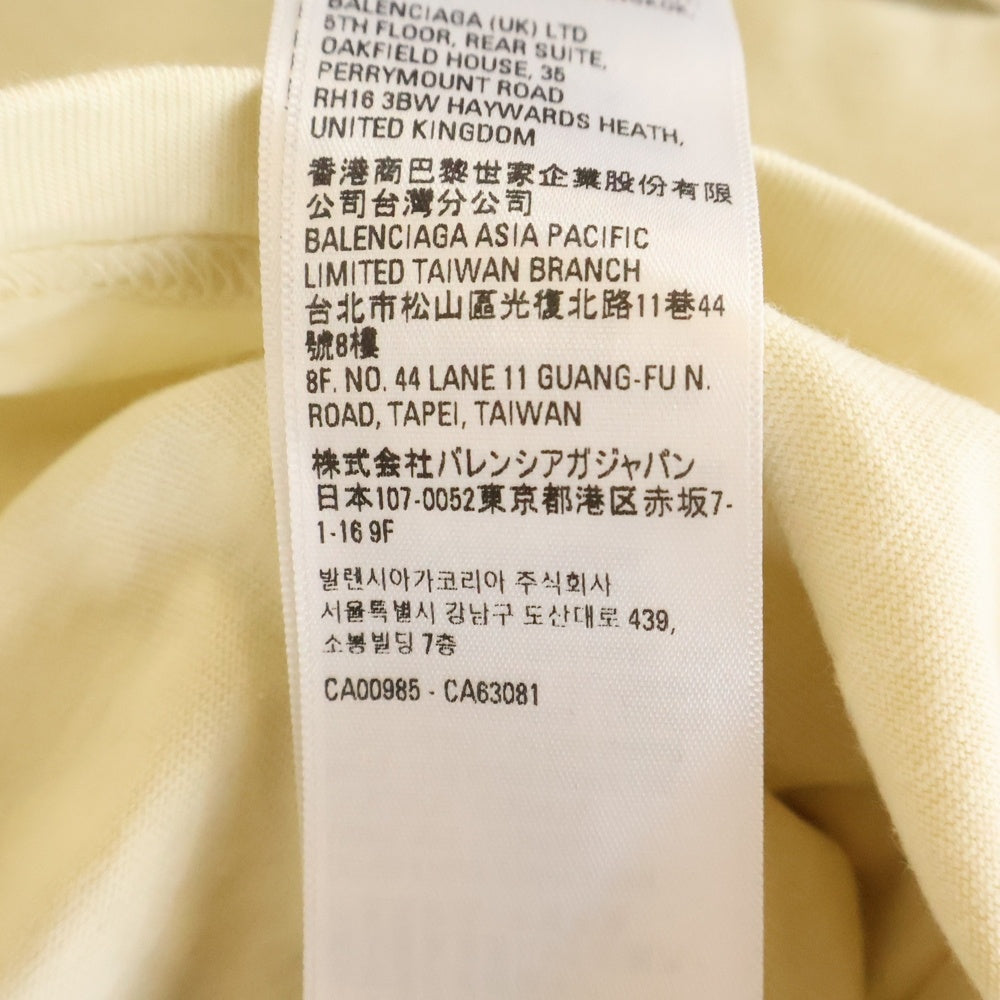 BALENCIAGA (UK) LTD
5TH FLOOR, REAR SUITE,
OAKFIELD HOUSE, 35
PERRYMOUNT ROAD
RH16 3BW HAYWARDS HEATH,
UNITED KINGDOM
香港商巴黎世家企業股份有限
公司台灣分公司
BALENCIAGA ASIA PACIFIC
LIMITED TAIWAN BRANCH
台北市松山區光復北路11巷44
號8樓
8F. NO. 44 LANE 11 GUANG-FU N.
ROAD, TAPEI, TAIWAN
株式会社バレンシアガジャパン
日本107-0052東京都港区赤坂7-
1-16 9F
발렌시아가코리아 주식회사
서울특별시 강남구 도산대로 439,
소봉빌딩 7층
CA00985 - CA63081